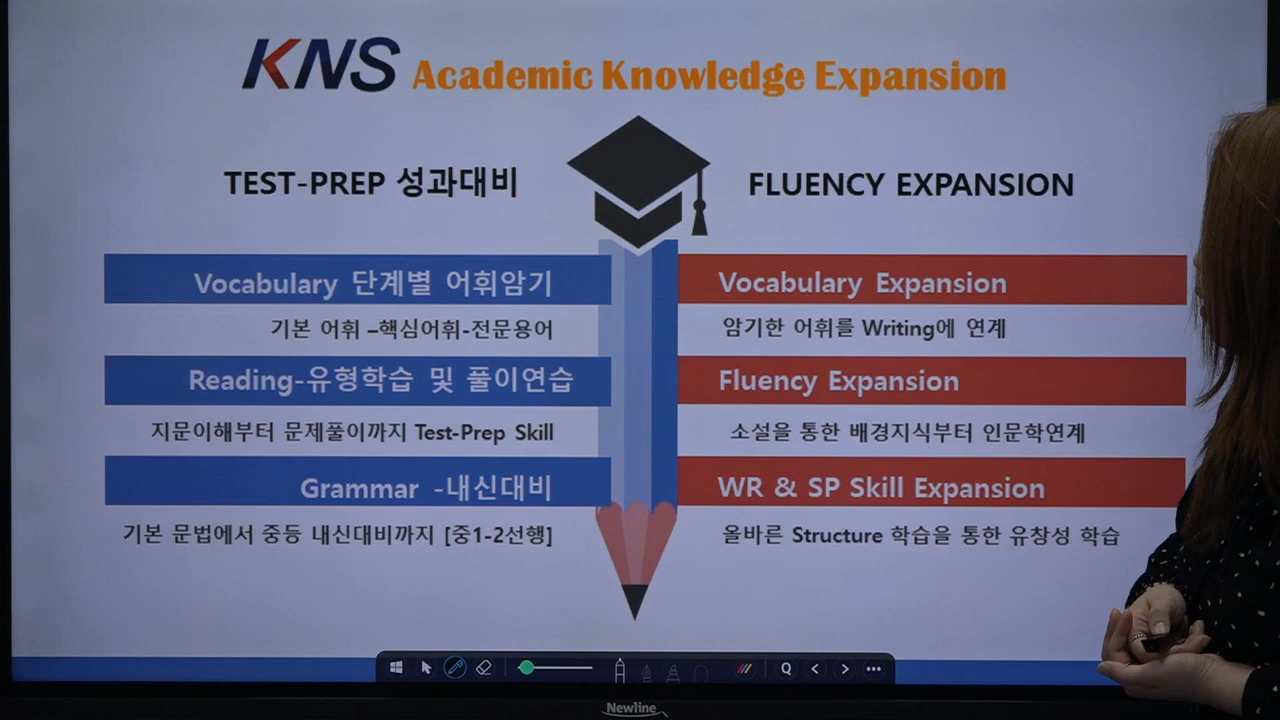 KNS Academic Knowledge Expansion
TEST-PREP 성과대비
Vocabulary 단계별 어휘암기
기본 어휘 –핵심어휘-전문용어
Reading-유형학습 및 풀이연습
지문이해부터 문제풀이까지 Test-Prep Skill
Grammar -내신대비
기본 문법에서 중등 내신대비까지 [중1-2선행]
FLUENCY EXPANSION
Vocabulary Expansion
암기한 어휘를 Writing에 연계
Fluency Expansion
소설을 통한 배경지식부터 인문학연계
WR & SP Skill Expansion
올바른 Structure 학습을 통한 유창성 학습
Newline